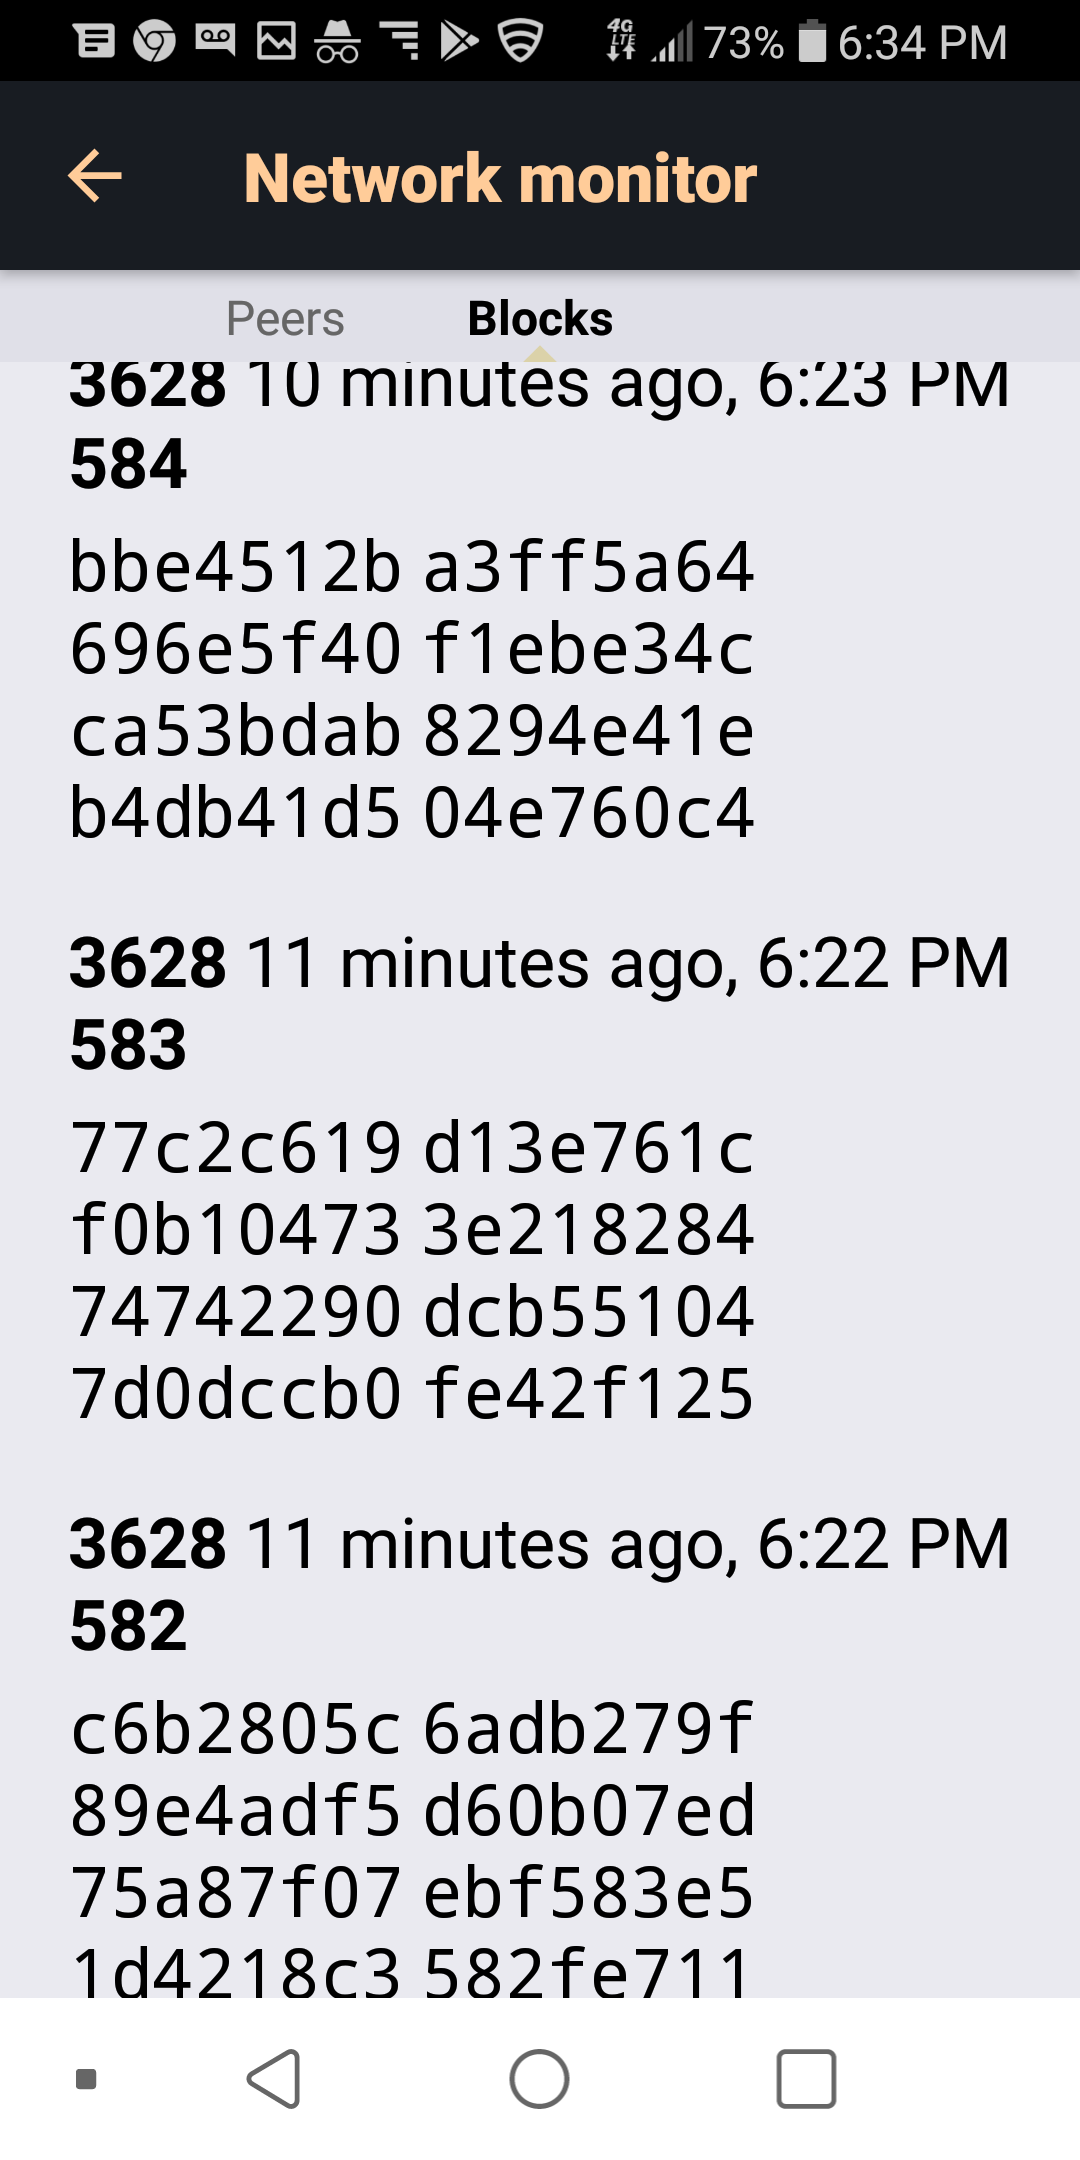 4G LTE 73% 6:34 PM
Network monitor
Peers Blocks
3628 10 minutes ago, 6:23 PM
584
bbe4512b a3ff5a64
696e5f40 f1ebe34c
ca53bdab 8294e41e
b4db41d5 04e760c4
3628 11 minutes ago, 6:22 PM
583
77c2c619 d13e761c
f0b10473 3e218284
74742290 dcb55104
7d0dccb0 fe42f125
3628 11 minutes ago, 6:22 PM
582
c6b2805c 6adb279f
89e4adf5 d60b07ed
75a87f07 ebf583e5
1d4218c3 582fe711